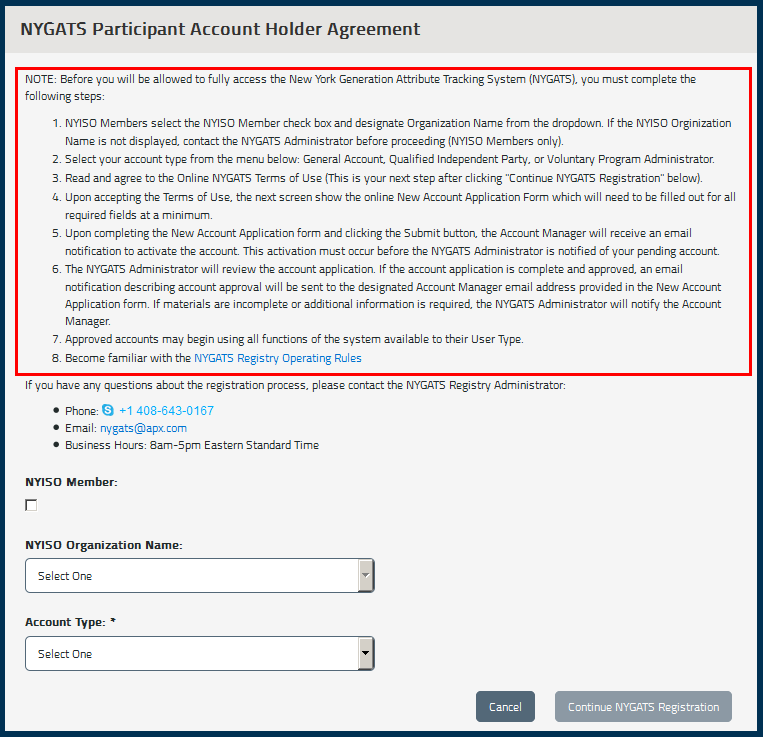 NYGATS Participant Account Holder Agreement
NOTE: Before you will be allowed to fully access the New York Generation Attribute Tracking System (NYGATS), you must complete the
following steps:
1. NYISO Members select the NYISO Member check box and designate Organization Name from the dropdown. If the NYISO Orginization
Name is not displayed, contact the NYGATS Administrator before proceeding (NYISO Members only).
2. Select your account type from the menu below: General Account, Qualified Independent Party, or Voluntary Program Administrator.
3. Read and agree to the Online NYGATS Terms of Use (This is your next step after clicking "Continue NYGATS Registration" below).
4. Upon accepting the Terms of Use, the next screen show the online New Account Application Form which will need to be filled out for all
required fields at a minimum.
5. Upon completing the New Account Application form and clicking the Submit button, the Account Manager will receive an email
notification to activate the account. This activation must occur before the NYGATS Administrator is notified of your pending account.
6. The NYGATS Administrator will review the account application. If the account application is complete and approved, an email
notification describing account approval will be sent to the designated Account Manager email address provided in the New Account
Application form. If materials are incomplete or additional information is required, the NYGATS Administrator will notify the Account
Manager.
7. Approved accounts may begin using all functions of the system available to their User Type.
8. Become familiar with the NYGATS Registry Operating Rules
If you have any questions about the registration process, please contact the NYGATS Registry Administrator:
• Phone: +1 408-643-0167
• Email: nygats@apx.com
• Business Hours: 8am-5pm Eastern Standard Time
NYISO Member:
NYISO Organization Name:
Select One
Account Type: *
Select One
Cancel Continue NYGATS Registration